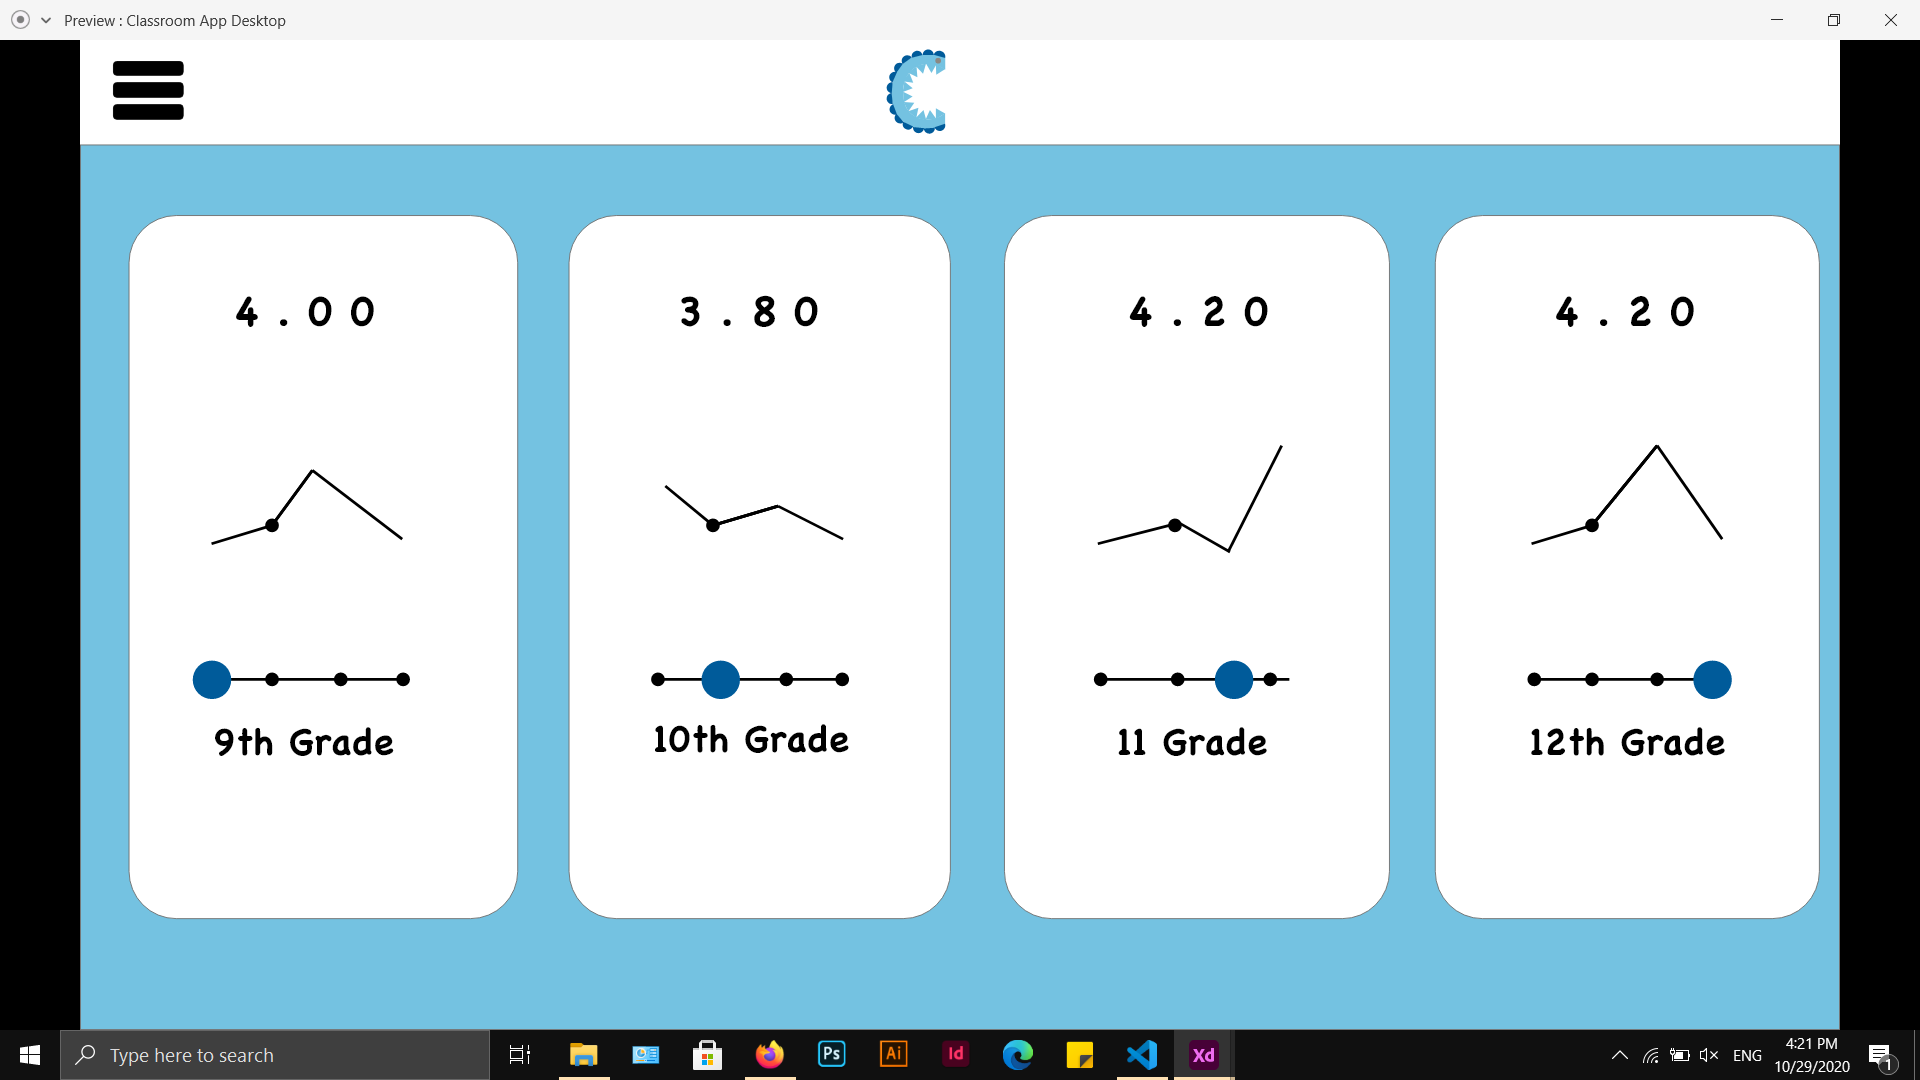 Preview : Classroom App Desktop
4 . 0 0
3 . 8 0
4 . 2 0
4 . 2 0
9th Grade
10th Grade
11 Grade
12th Grade
Type here to search
Ps
Ai
Id
Xd
ENG
4:21 PM
10/29/2020
1